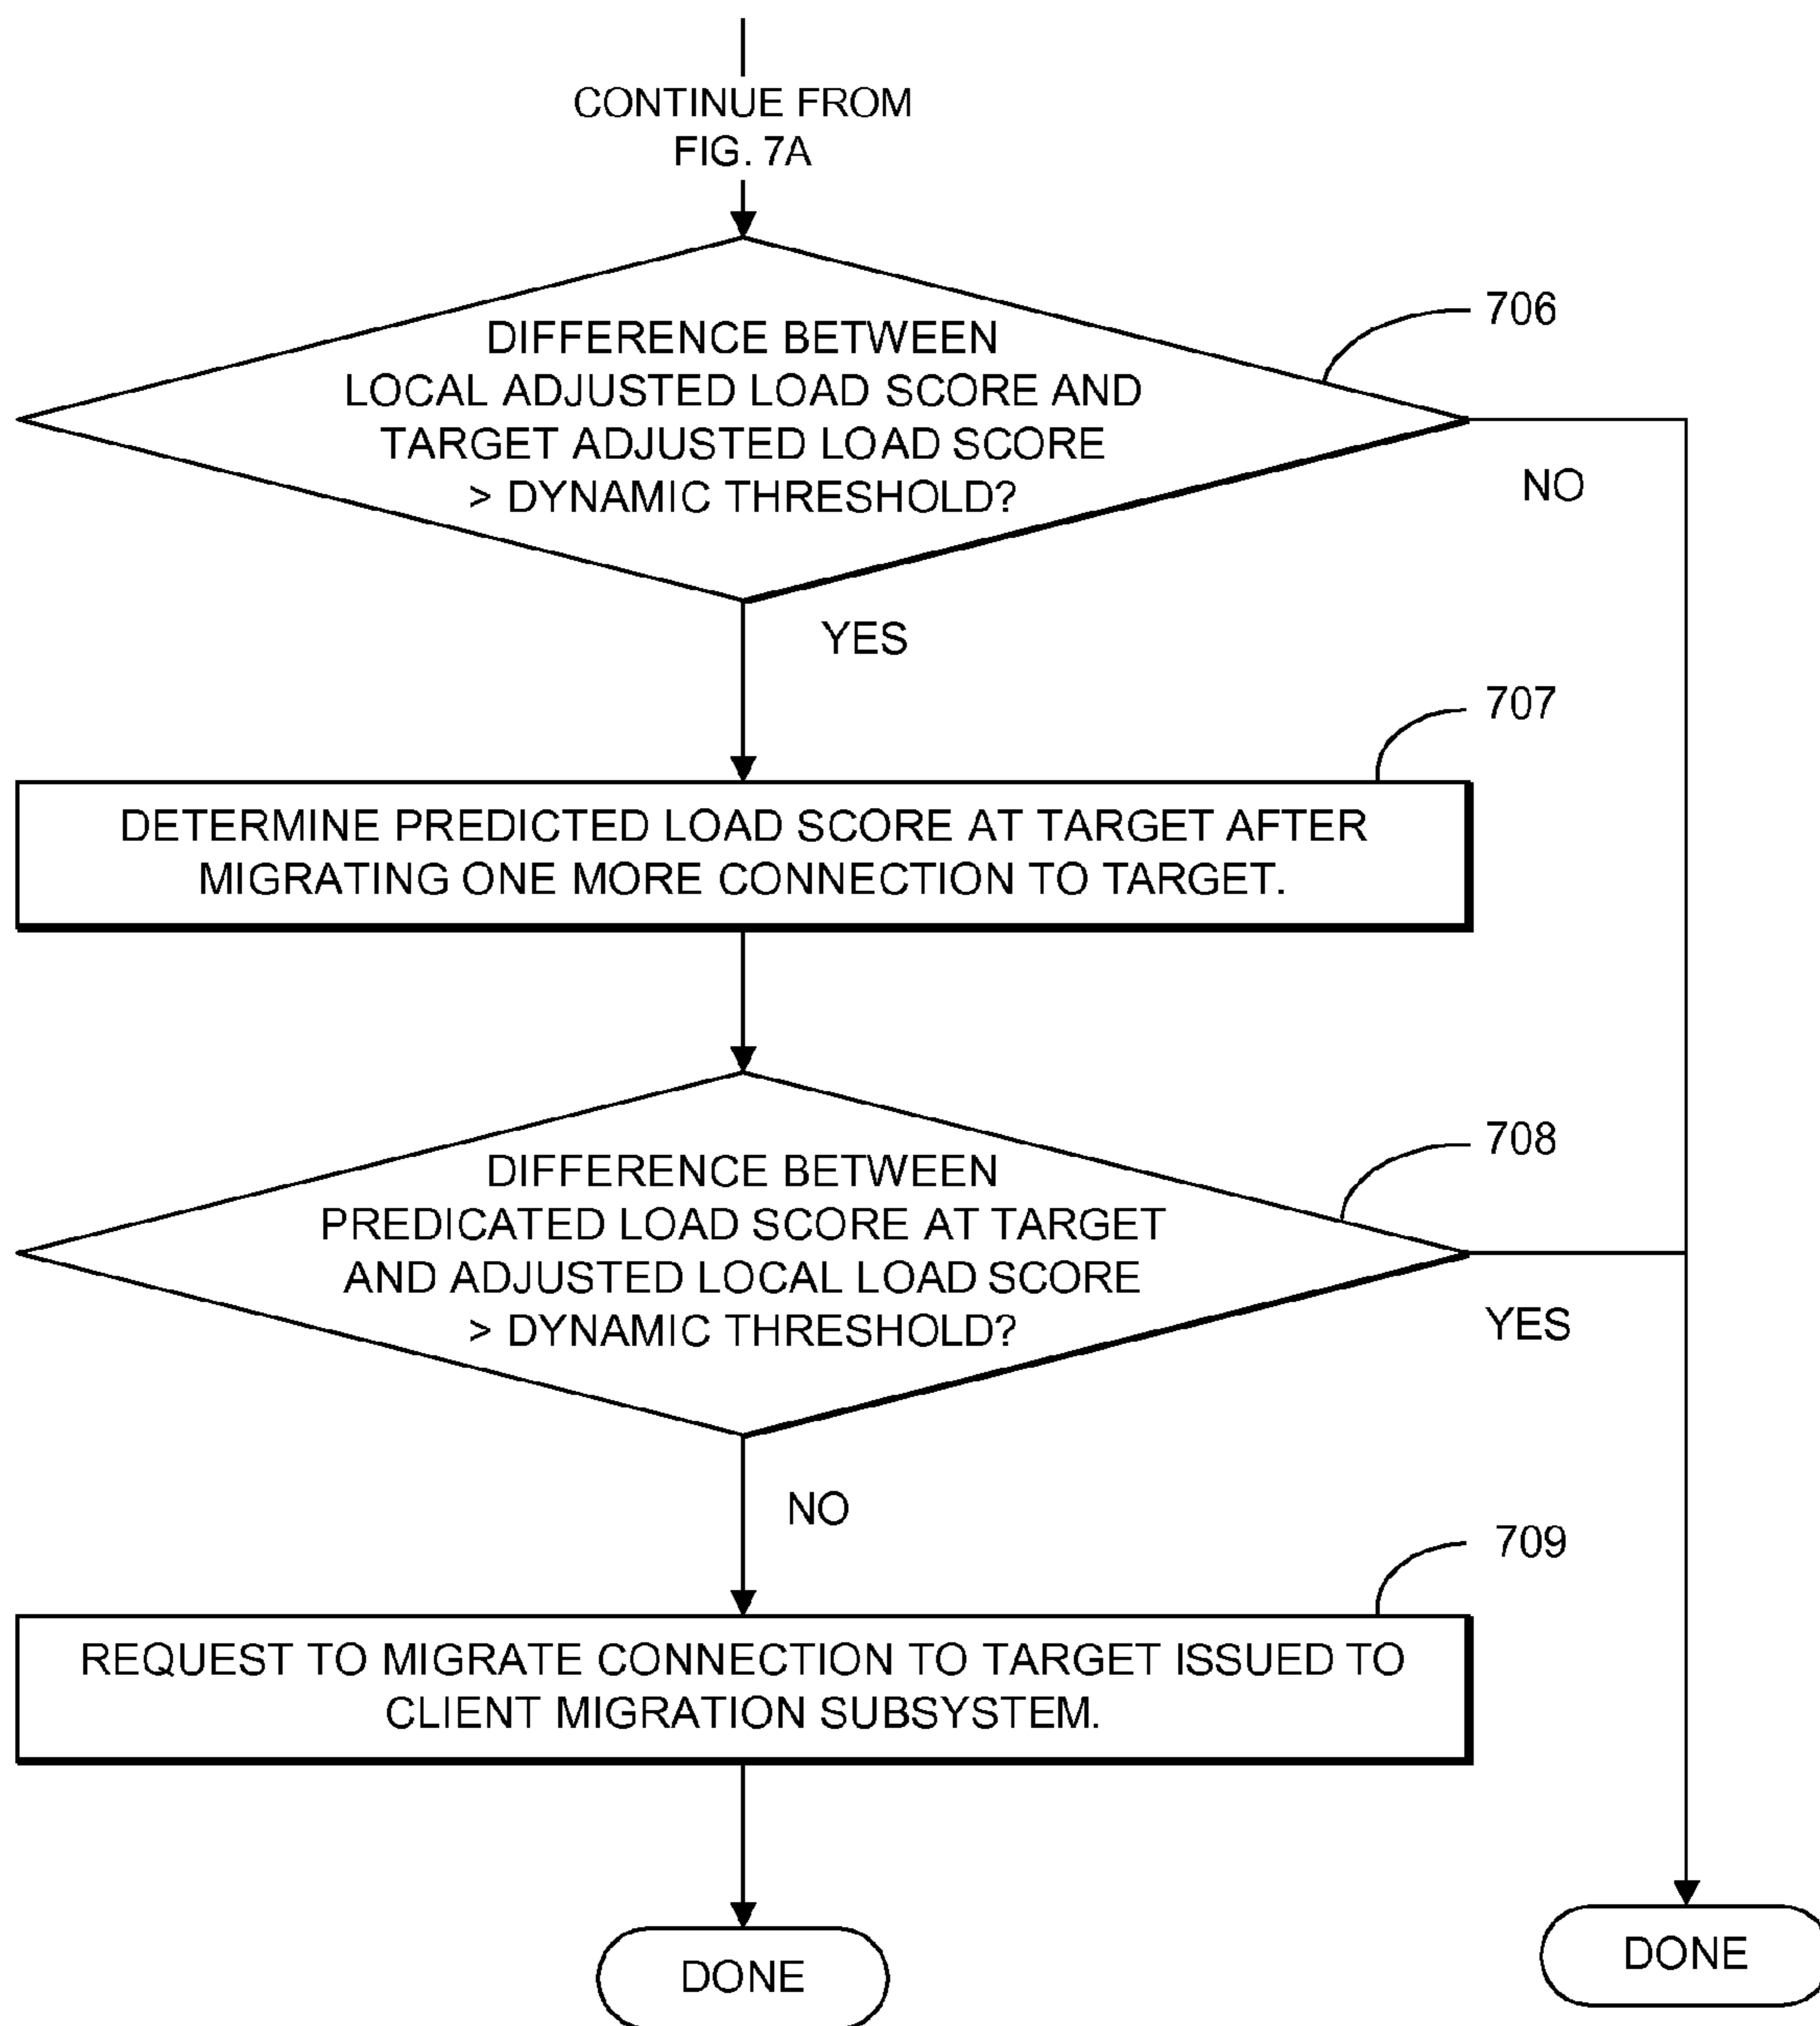 CONTINUE FROM
FIG. 7A
706
DIFFERENCE BETWEEN
LOCAL ADJUSTED LOAD SCORE AND
TARGET ADJUSTED LOAD SCORE
> DYNAMIC THRESHOLD?
NO
YES
707
DETERMINE PREDICTED LOAD SCORE AT TARGET AFTER
MIGRATING ONE MORE CONNECTION TO TARGET.
708
DIFFERENCE BETWEEN
PREDICATED LOAD SCORE AT TARGET
AND ADJUSTED LOCAL LOAD SCORE
> DYNAMIC THRESHOLD?
YES
NO
709
REQUEST TO MIGRATE CONNECTION TO TARGET ISSUED TO
CLIENT MIGRATION SUBSYSTEM.
DONE
DONE